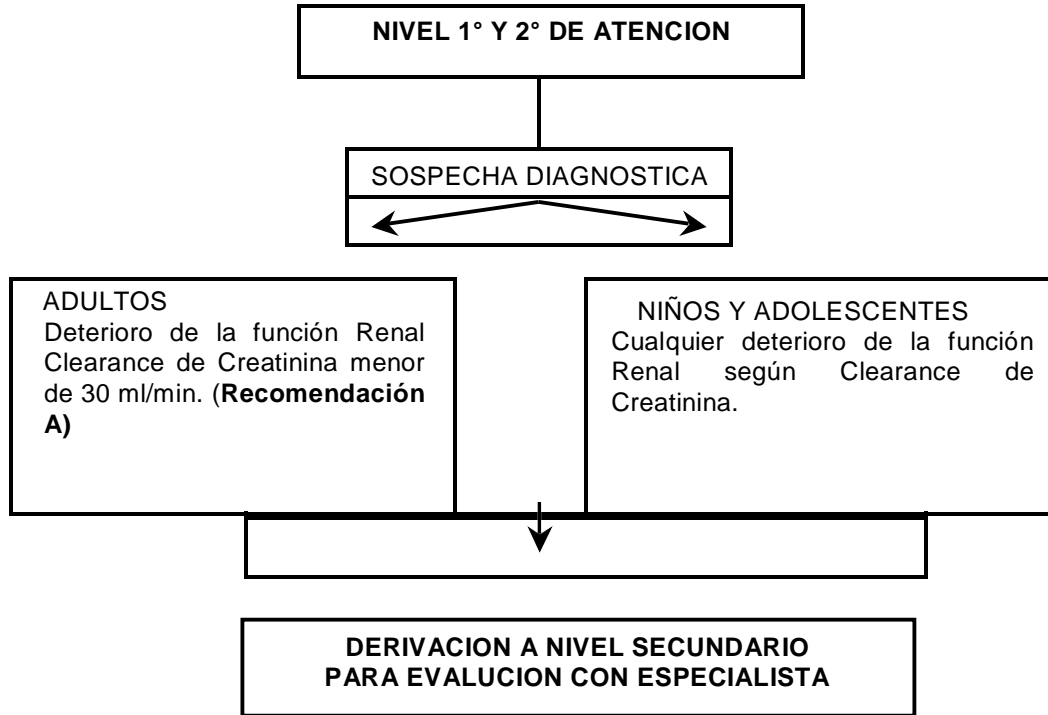 NIVEL 1° Y 2° DE ATENCION
SOSPECHA DIAGNOSTICA
ADULTOS
Deterioro de la función Renal
Clearance de Creatinina menor
de 30 ml/min. (Recomendación
A)
NIÑOS Y ADOLESCENTES
Cualquier deterioro de la función
Renal según Clearance de
Creatinina.
DERIVACION A NIVEL SECUNDARIO
PARA EVALUCION CON ESPECIALISTA